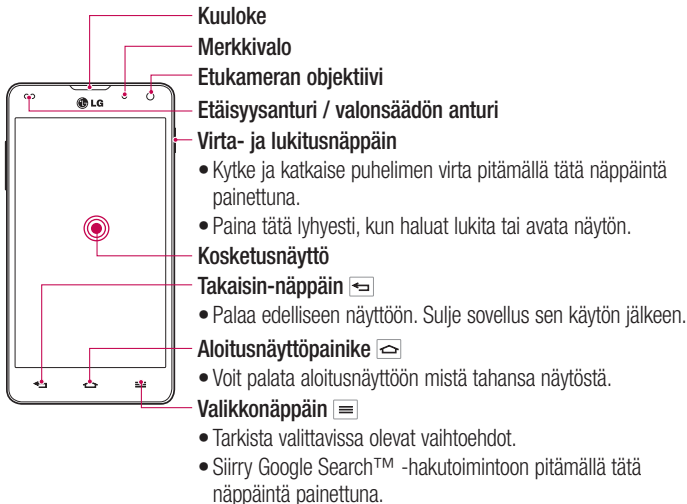 Kuuloke
Merkkivalo
Etukameran objektiivi
Etäisyysanturi / valonsäädön anturi
LG
Virta- ja lukitusnäppäin
• Kytke ja katkaise puhelimen virta pitämällä tätä näppäintä
painettuna.
• Paina tätä lyhyesti, kun haluat lukita tai avata näytön.
Kosketusnäyttö
Takaisin-näppäin
• Palaa edelliseen näyttöön. Sulje sovellus sen käytön jälkeen.
Aloitusnäyttöpainike
• Voit palata aloitusnäyttöön mistä tahansa näytöstä.
Valikkonäppäin
• Tarkista valittavissa olevat vaihtoehdot.
• Siirry Google Search™ -hakutoimintoon pitämällä tätä
näppäintä painettuna.